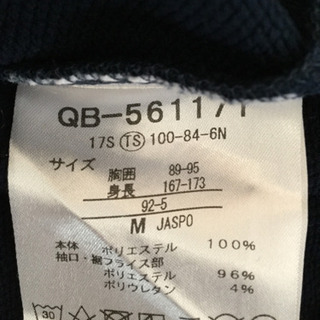 QB-561171
17S (TS) 100-84-6N
サイズ 胸囲 89-95
身長 167-173
92-5
M JASPO
本体 ポリエステル 100%
袖口・裾フライス部
ポリエステル 96%
ポリウレタン 4%
30